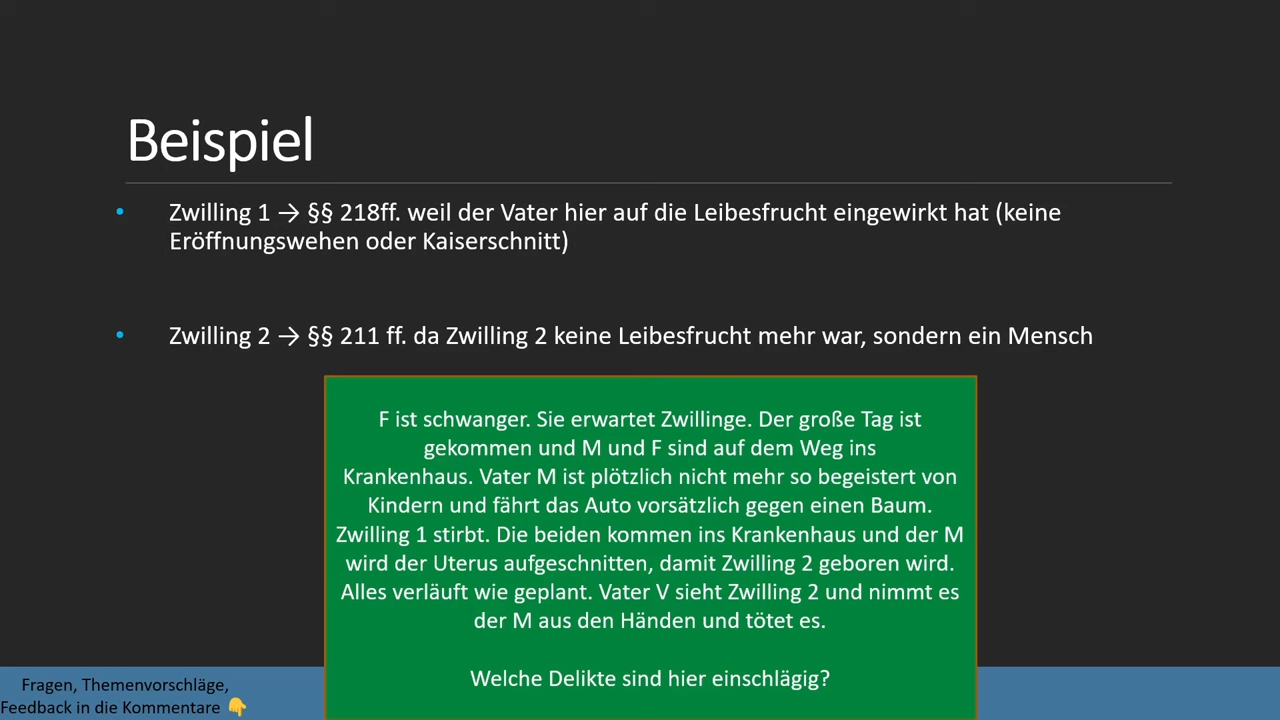 Beispiel
• Zwilling 1 → §§ 218ff. weil der Vater hier auf die Leibesfrucht eingewirkt hat (keine
Eröffnungswehen oder Kaiserschnitt)
• Zwilling 2 → §§ 211 ff. da Zwilling 2 keine Leibesfrucht mehr war, sondern ein Mensch
F ist schwanger. Sie erwartet Zwillinge. Der große Tag ist
gekommen und M und F sind auf dem Weg ins
Krankenhaus. Vater M ist plötzlich nicht mehr so begeistert von
Kindern und fährt das Auto vorsätzlich gegen einen Baum.
Zwilling 1 stirbt. Die beiden kommen ins Krankenhaus und der M
wird der Uterus aufgeschnitten, damit Zwilling 2 geboren wird.
Alles verläuft wie geplant. Vater V sieht Zwilling 2 und nimmt es
der M aus den Händen und tötet es.
Welche Delikte sind hier einschlägig?
Fragen, Themenvorschläge,
Feedback in die Kommentare 👇